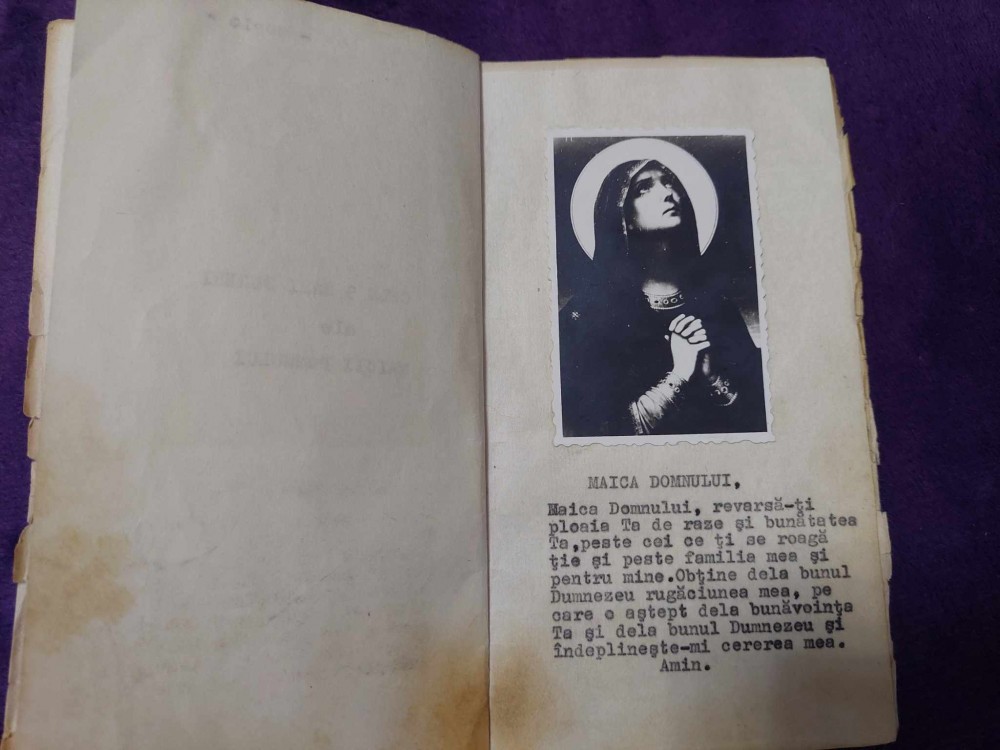 MAICA DOMNULUI,
Maica Domnului, revarsă-ţi
ploaia Ta de raze şi bunătatea
Ta,peste cei ce ţi se roagă
ţie şi peste familia mea şi
pentru mine.Obţine dela bunul
Dumnezeu rugăciunea mea, pe
care o aştept dela bunăvoinţa
Ta şi dela bunul Dumnezeu şi
îndeplineşte-mi cererea mea.
Amin.